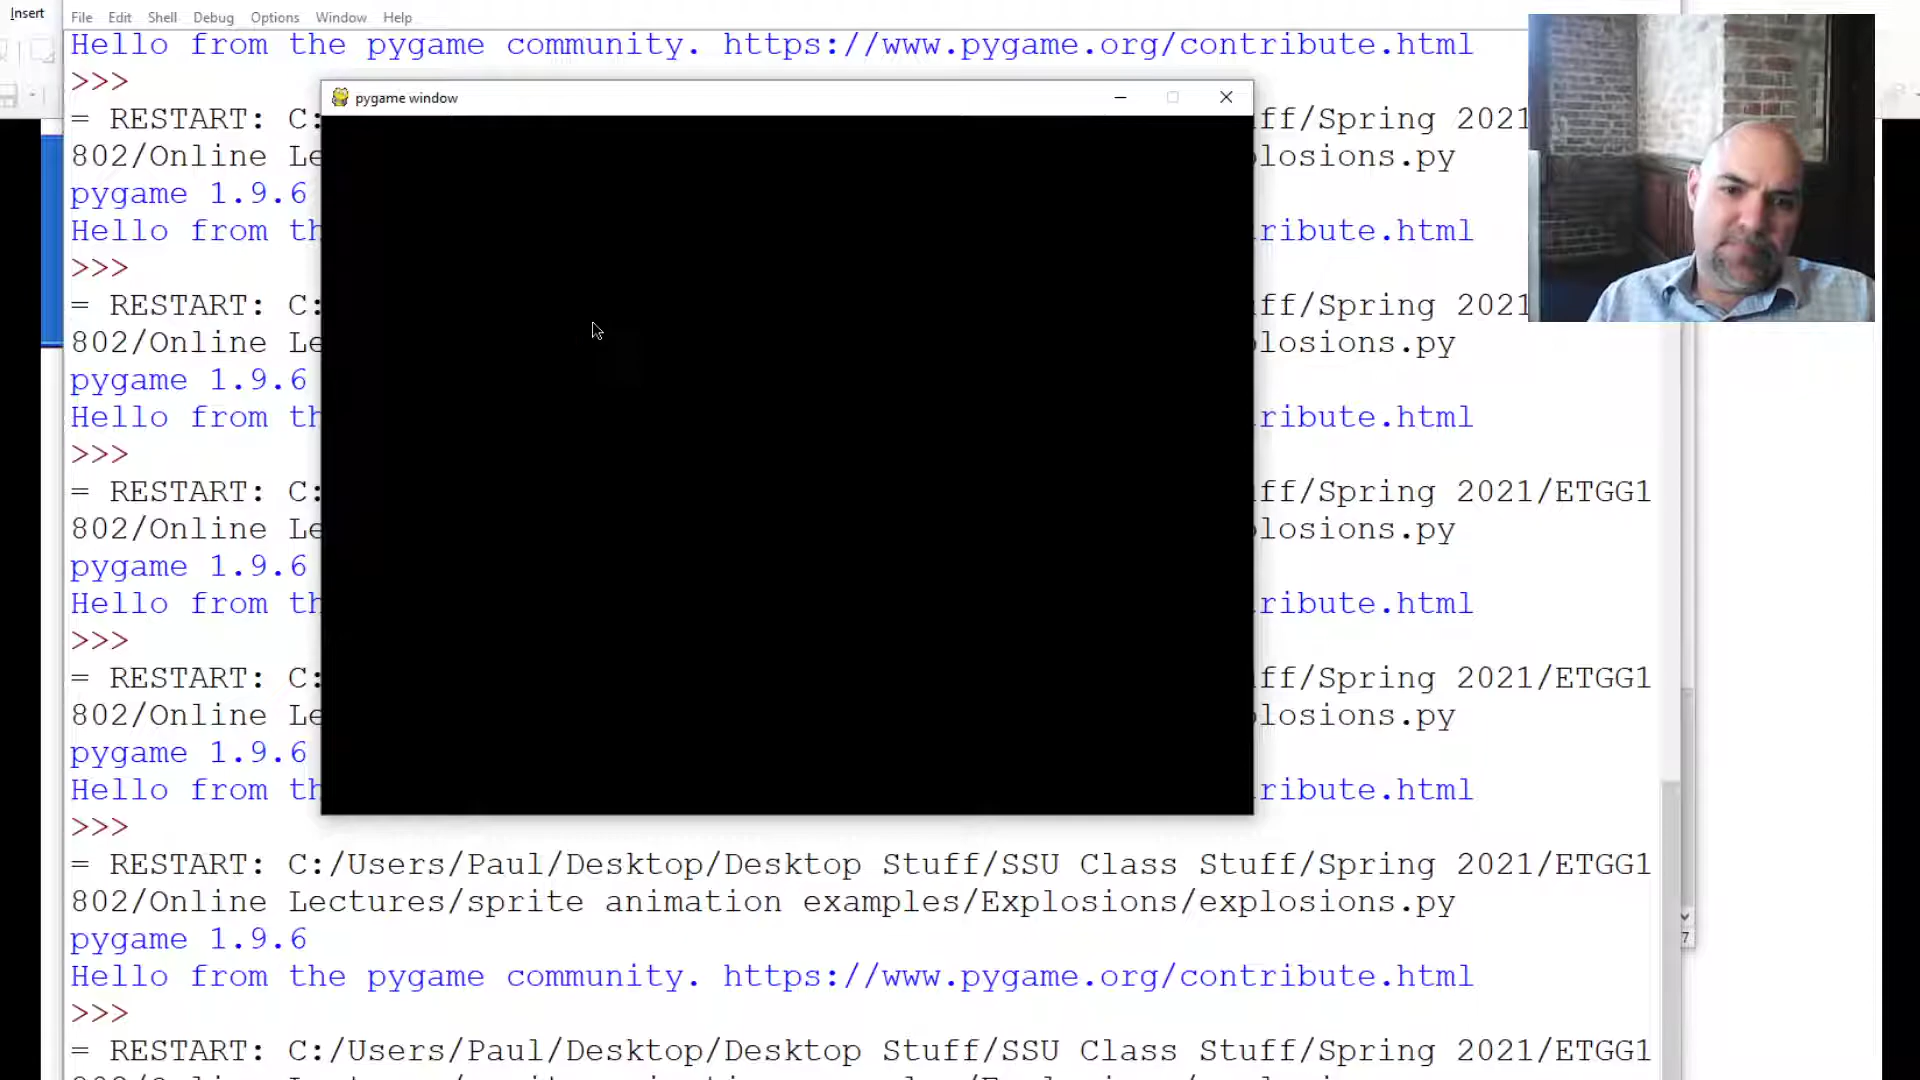 Insert
File Edit Shell Debug Options Window Help
Hello from the pygame community. https://www.pygame.org/contribute.html
>>>
pygame window
= RESTART: C: ff/Spring 2021
802/Online Le losions.py
pygame 1.9.6
Hello from th ribute.html
>>>
= RESTART: C: ff/Spring 2021
802/Online Le losions.py
pygame 1.9.6
Hello from th ribute.html
>>>
= RESTART: C: ff/Spring 2021/ETGG1
802/Online Le losions.py
pygame 1.9.6
Hello from th ribute.html
>>>
= RESTART: C: ff/Spring 2021/ETGG1
802/Online Le losions.py
pygame 1.9.6
Hello from th ribute.html
>>>
= RESTART: C:/Users/Paul/Desktop/Desktop Stuff/SSU Class Stuff/Spring 2021/ETGG1
802/Online Lectures/sprite animation examples/Explosions/explosions.py
7
pygame 1.9.6
Hello from the pygame community. https://www.pygame.org/contribute.html
>>>
= RESTART: C:/Users/Paul/Desktop/Desktop Stuff/SSU Class Stuff/Spring 2021/ETGG1